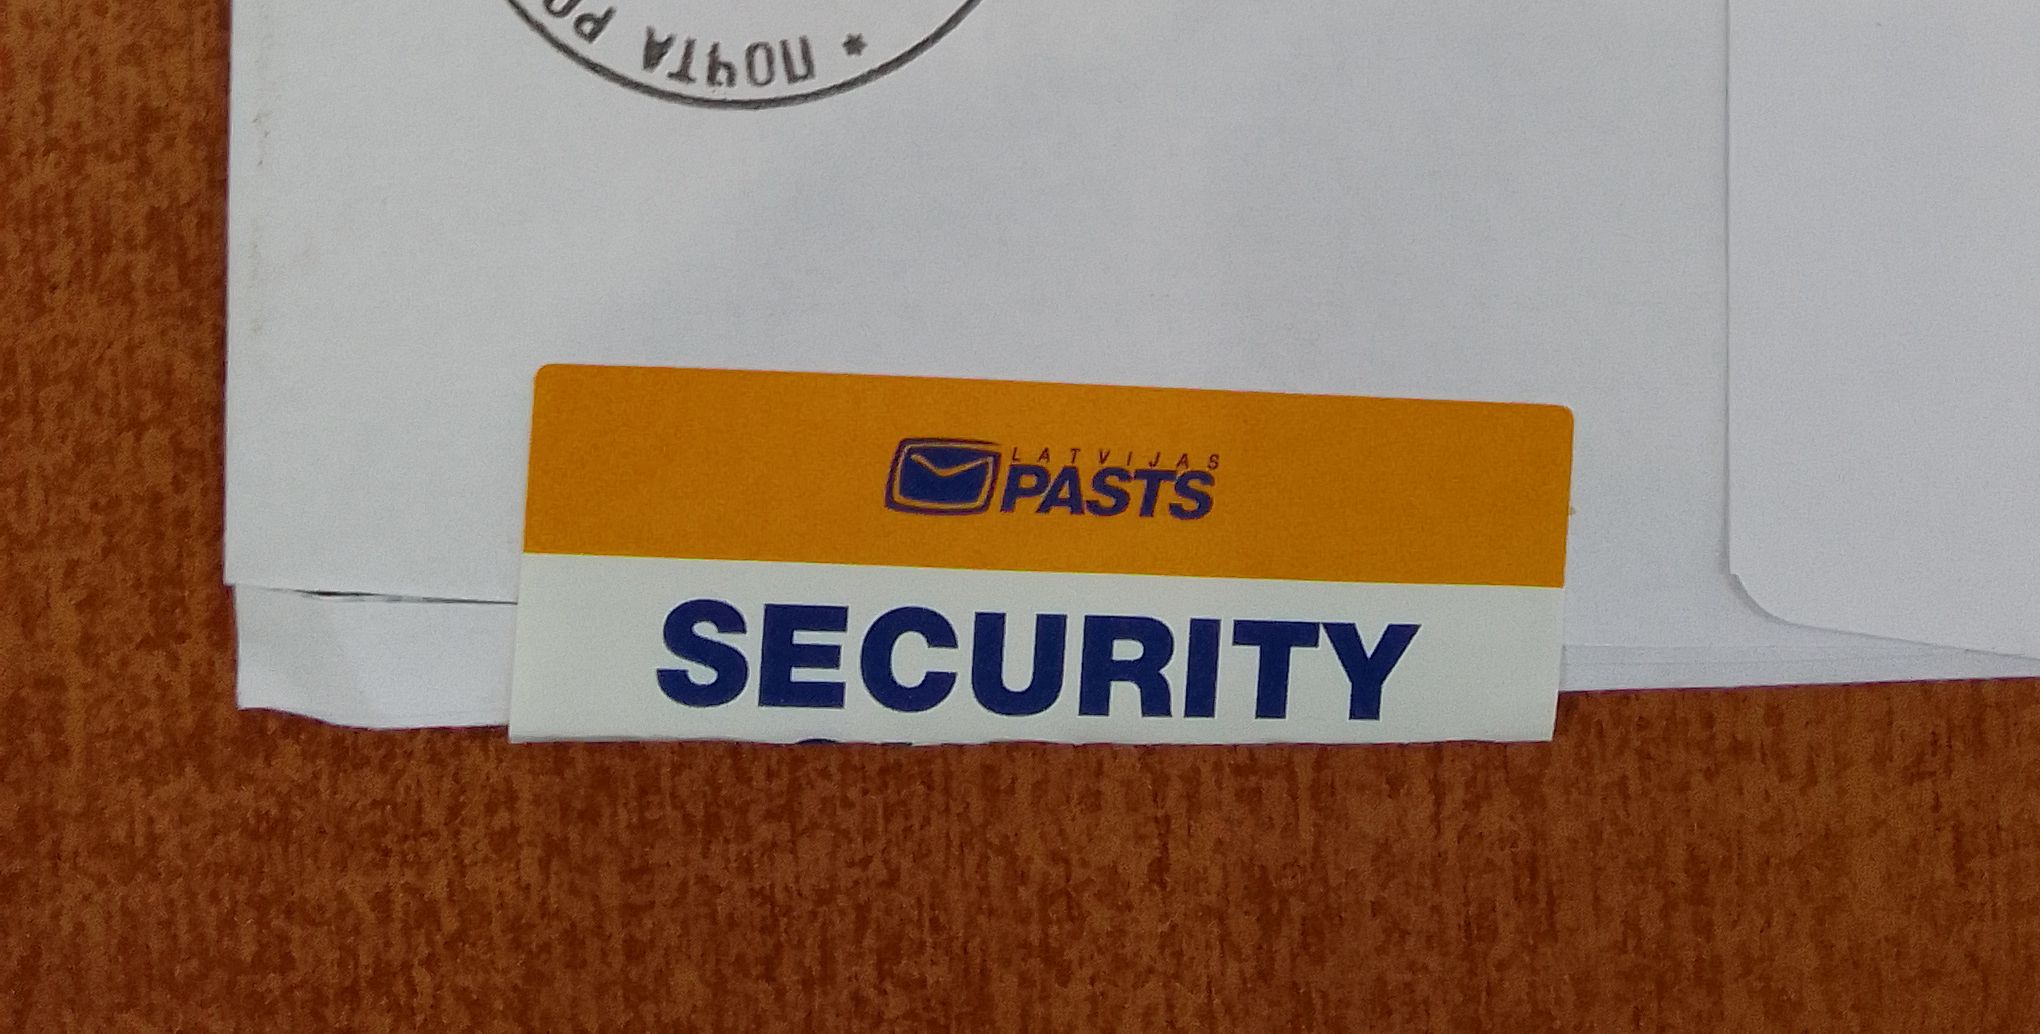 * ПОЧТА
LATVIJAS
PASTS
SECURITY